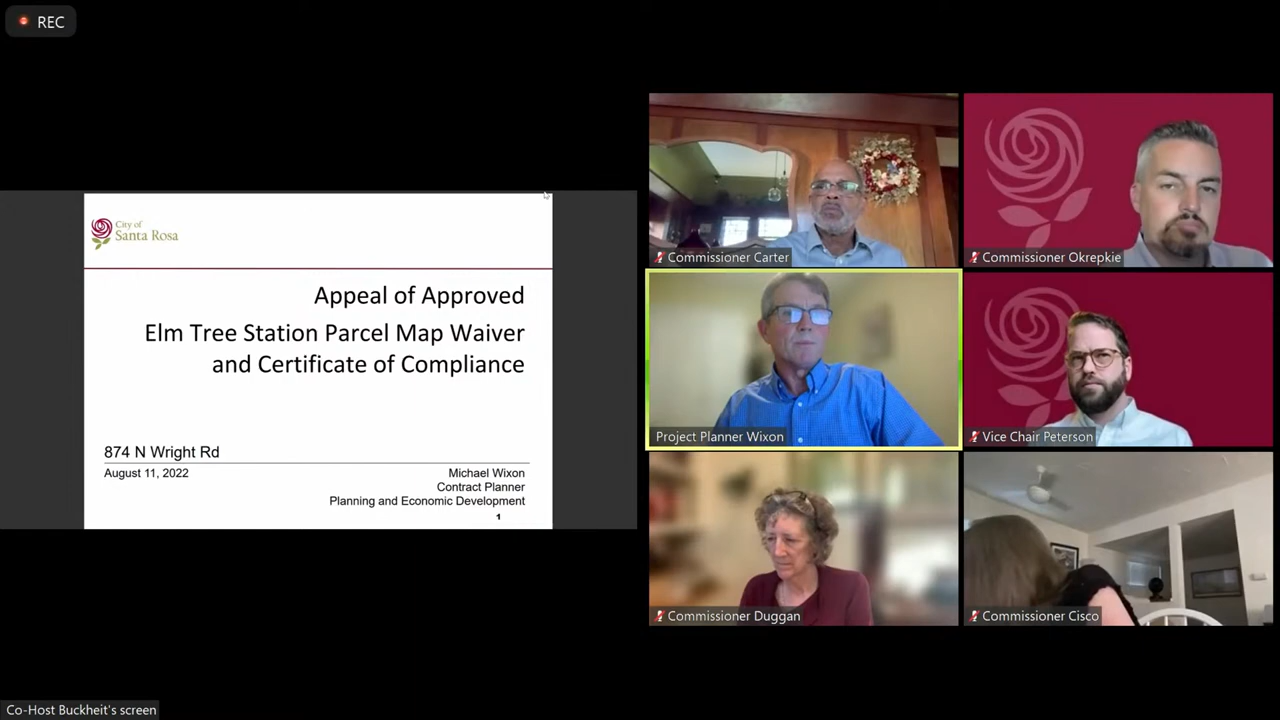 REC
City of
Santa Rosa
Appeal of Approved
Elm Tree Station Parcel Map Waiver
and Certificate of Compliance
874 N Wright Rd
August 11, 2022
Michael Wixon
Contract Planner
Planning and Economic Development
1
Commissioner Carter
Commissioner Okrepkie
Project Planner Wixon
Vice Chair Peterson
Commissioner Duggan
Commissioner Cisco
Co-Host Buckheit's screen